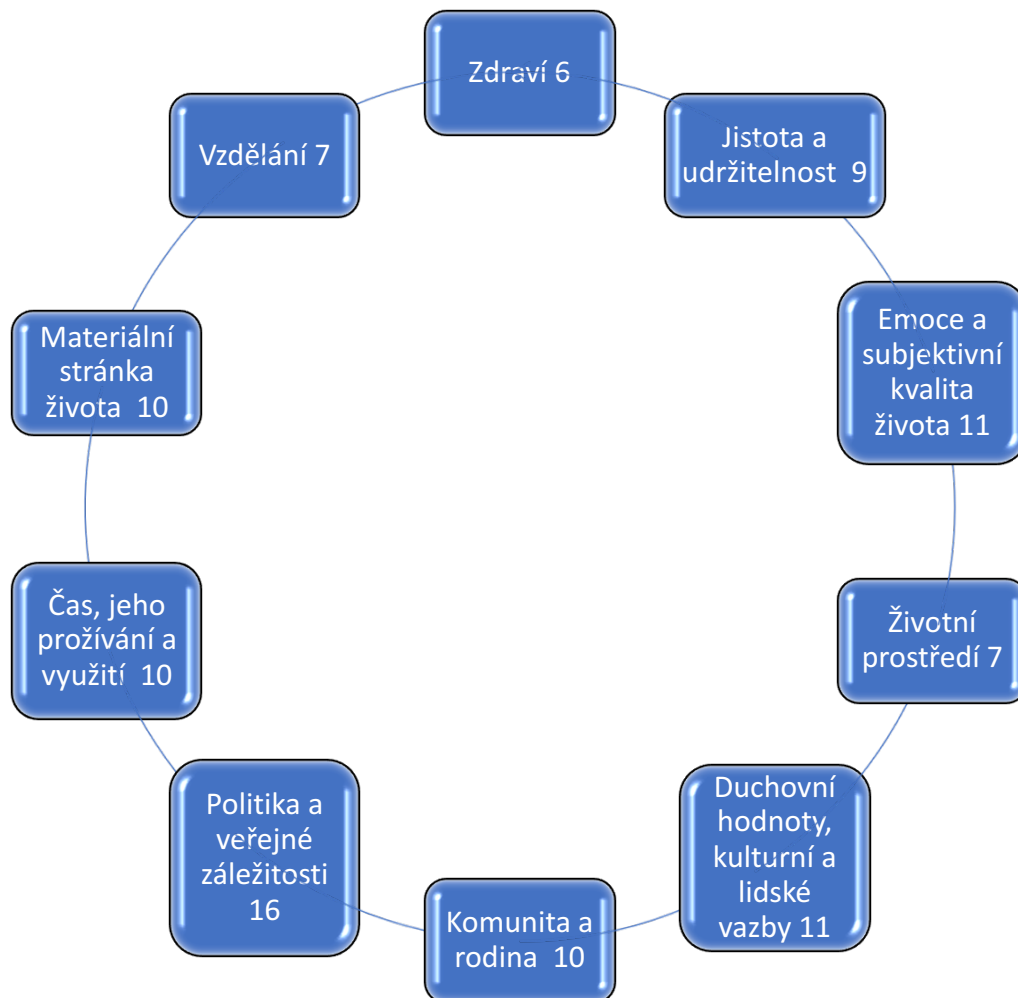 Zdraví 6
Jistota a
udržitelnost  9
Emoce a
subjektivní
kvalita
života 11
Životní
prostředí 7
Duchovní
hodnoty,
kulturní a
lidské
vazby 11
Komunita a
rodina  10
Politika a
veřejné
záležitosti
16
Čas, jeho
prožívání a
využití  10
Materiální
stránka
života  10
Vzdělání 7